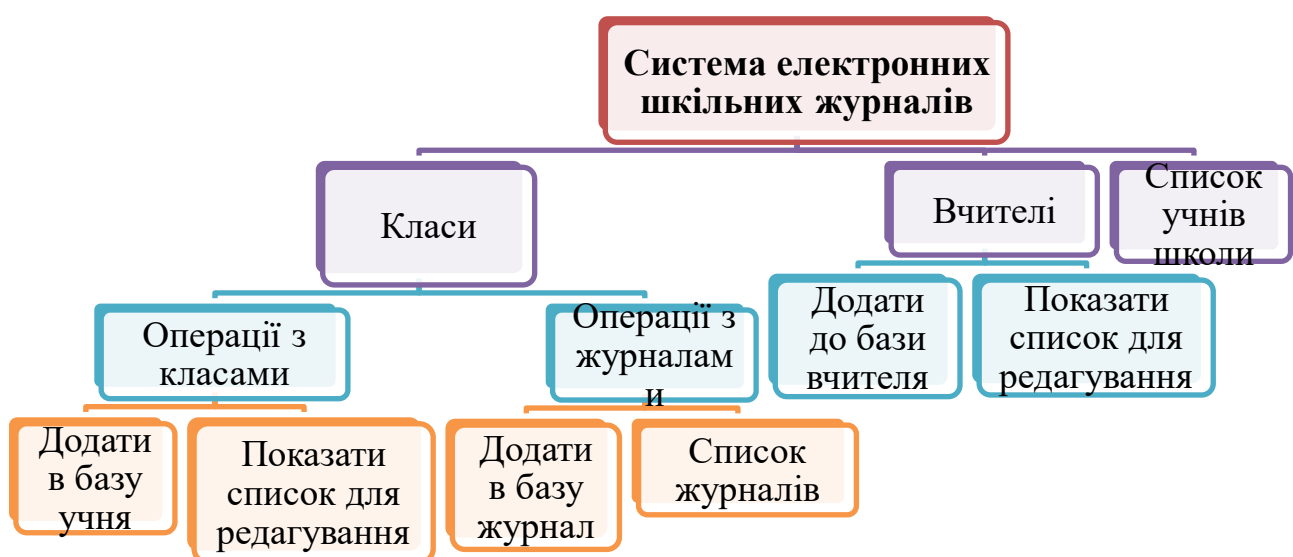 Система електронних
шкільних журналів
Класи
Вчителі
Список
учнів
школи
Операції з
класами
Операції з
журналам
и
Додати
до бази
вчителя
Показати
список для
редагування
Додати
в базу
учня
Показати
список для
редагування
Додати
в базу
журнал
Список
журналів